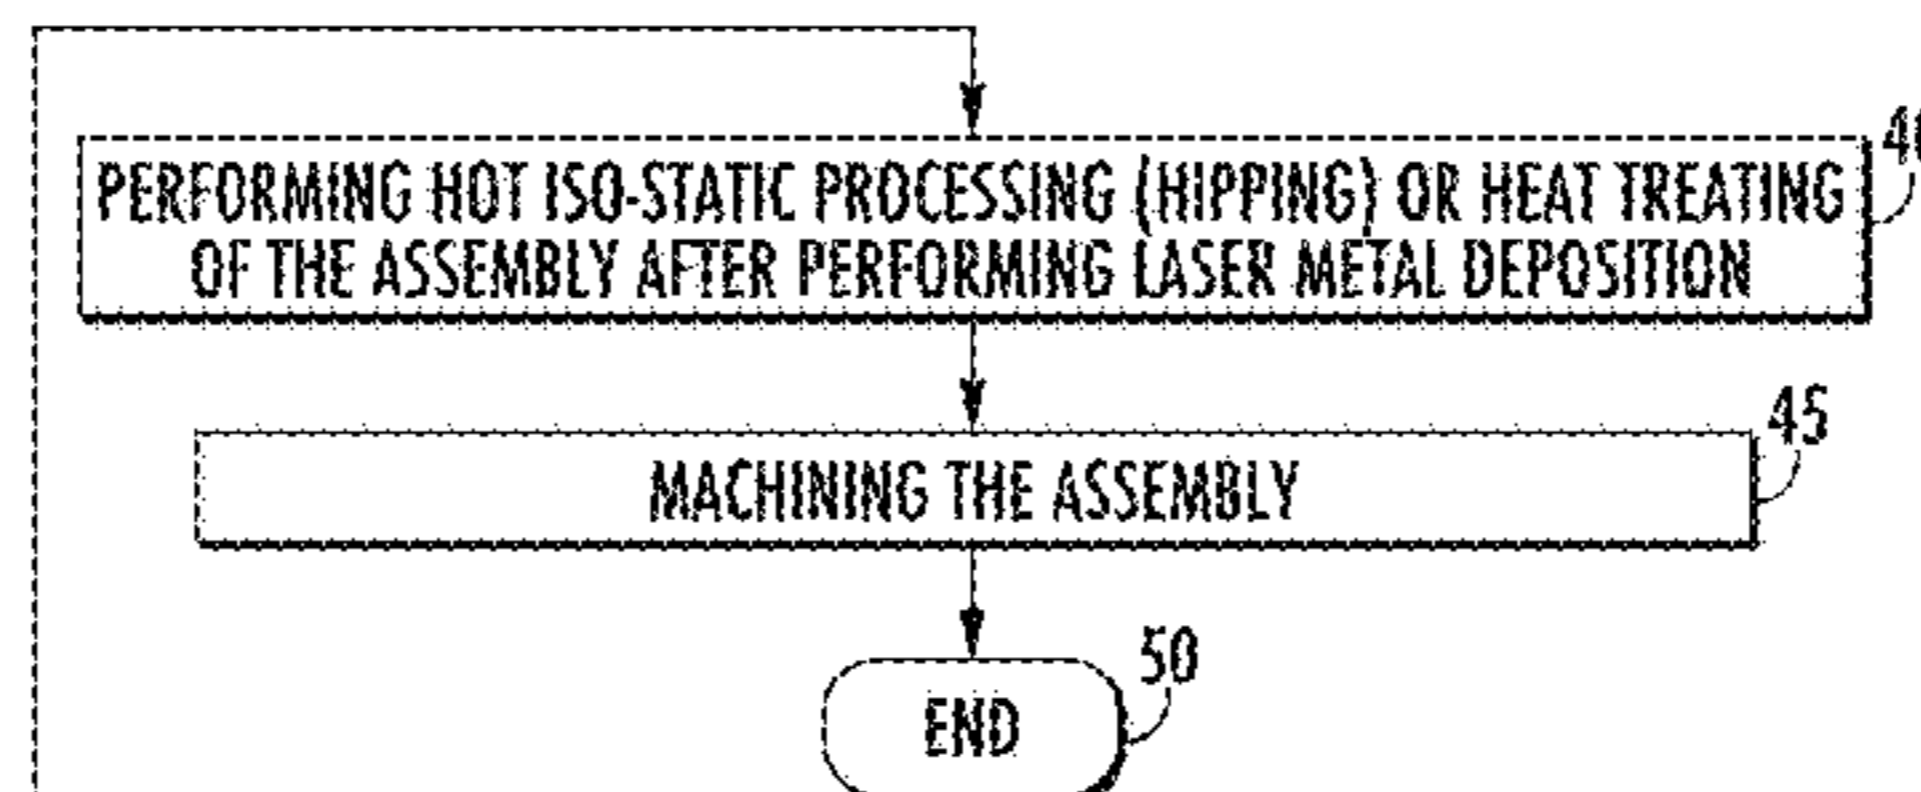 PERFORMING HOT ISO-STATIC PROCESSING (HIPPING) OR HEAT TREATING
OF THE ASSEMBLY AFTER PERFORMING LASER METAL DEPOSITION
45
MACHINING THE ASSEMBLY
50
END